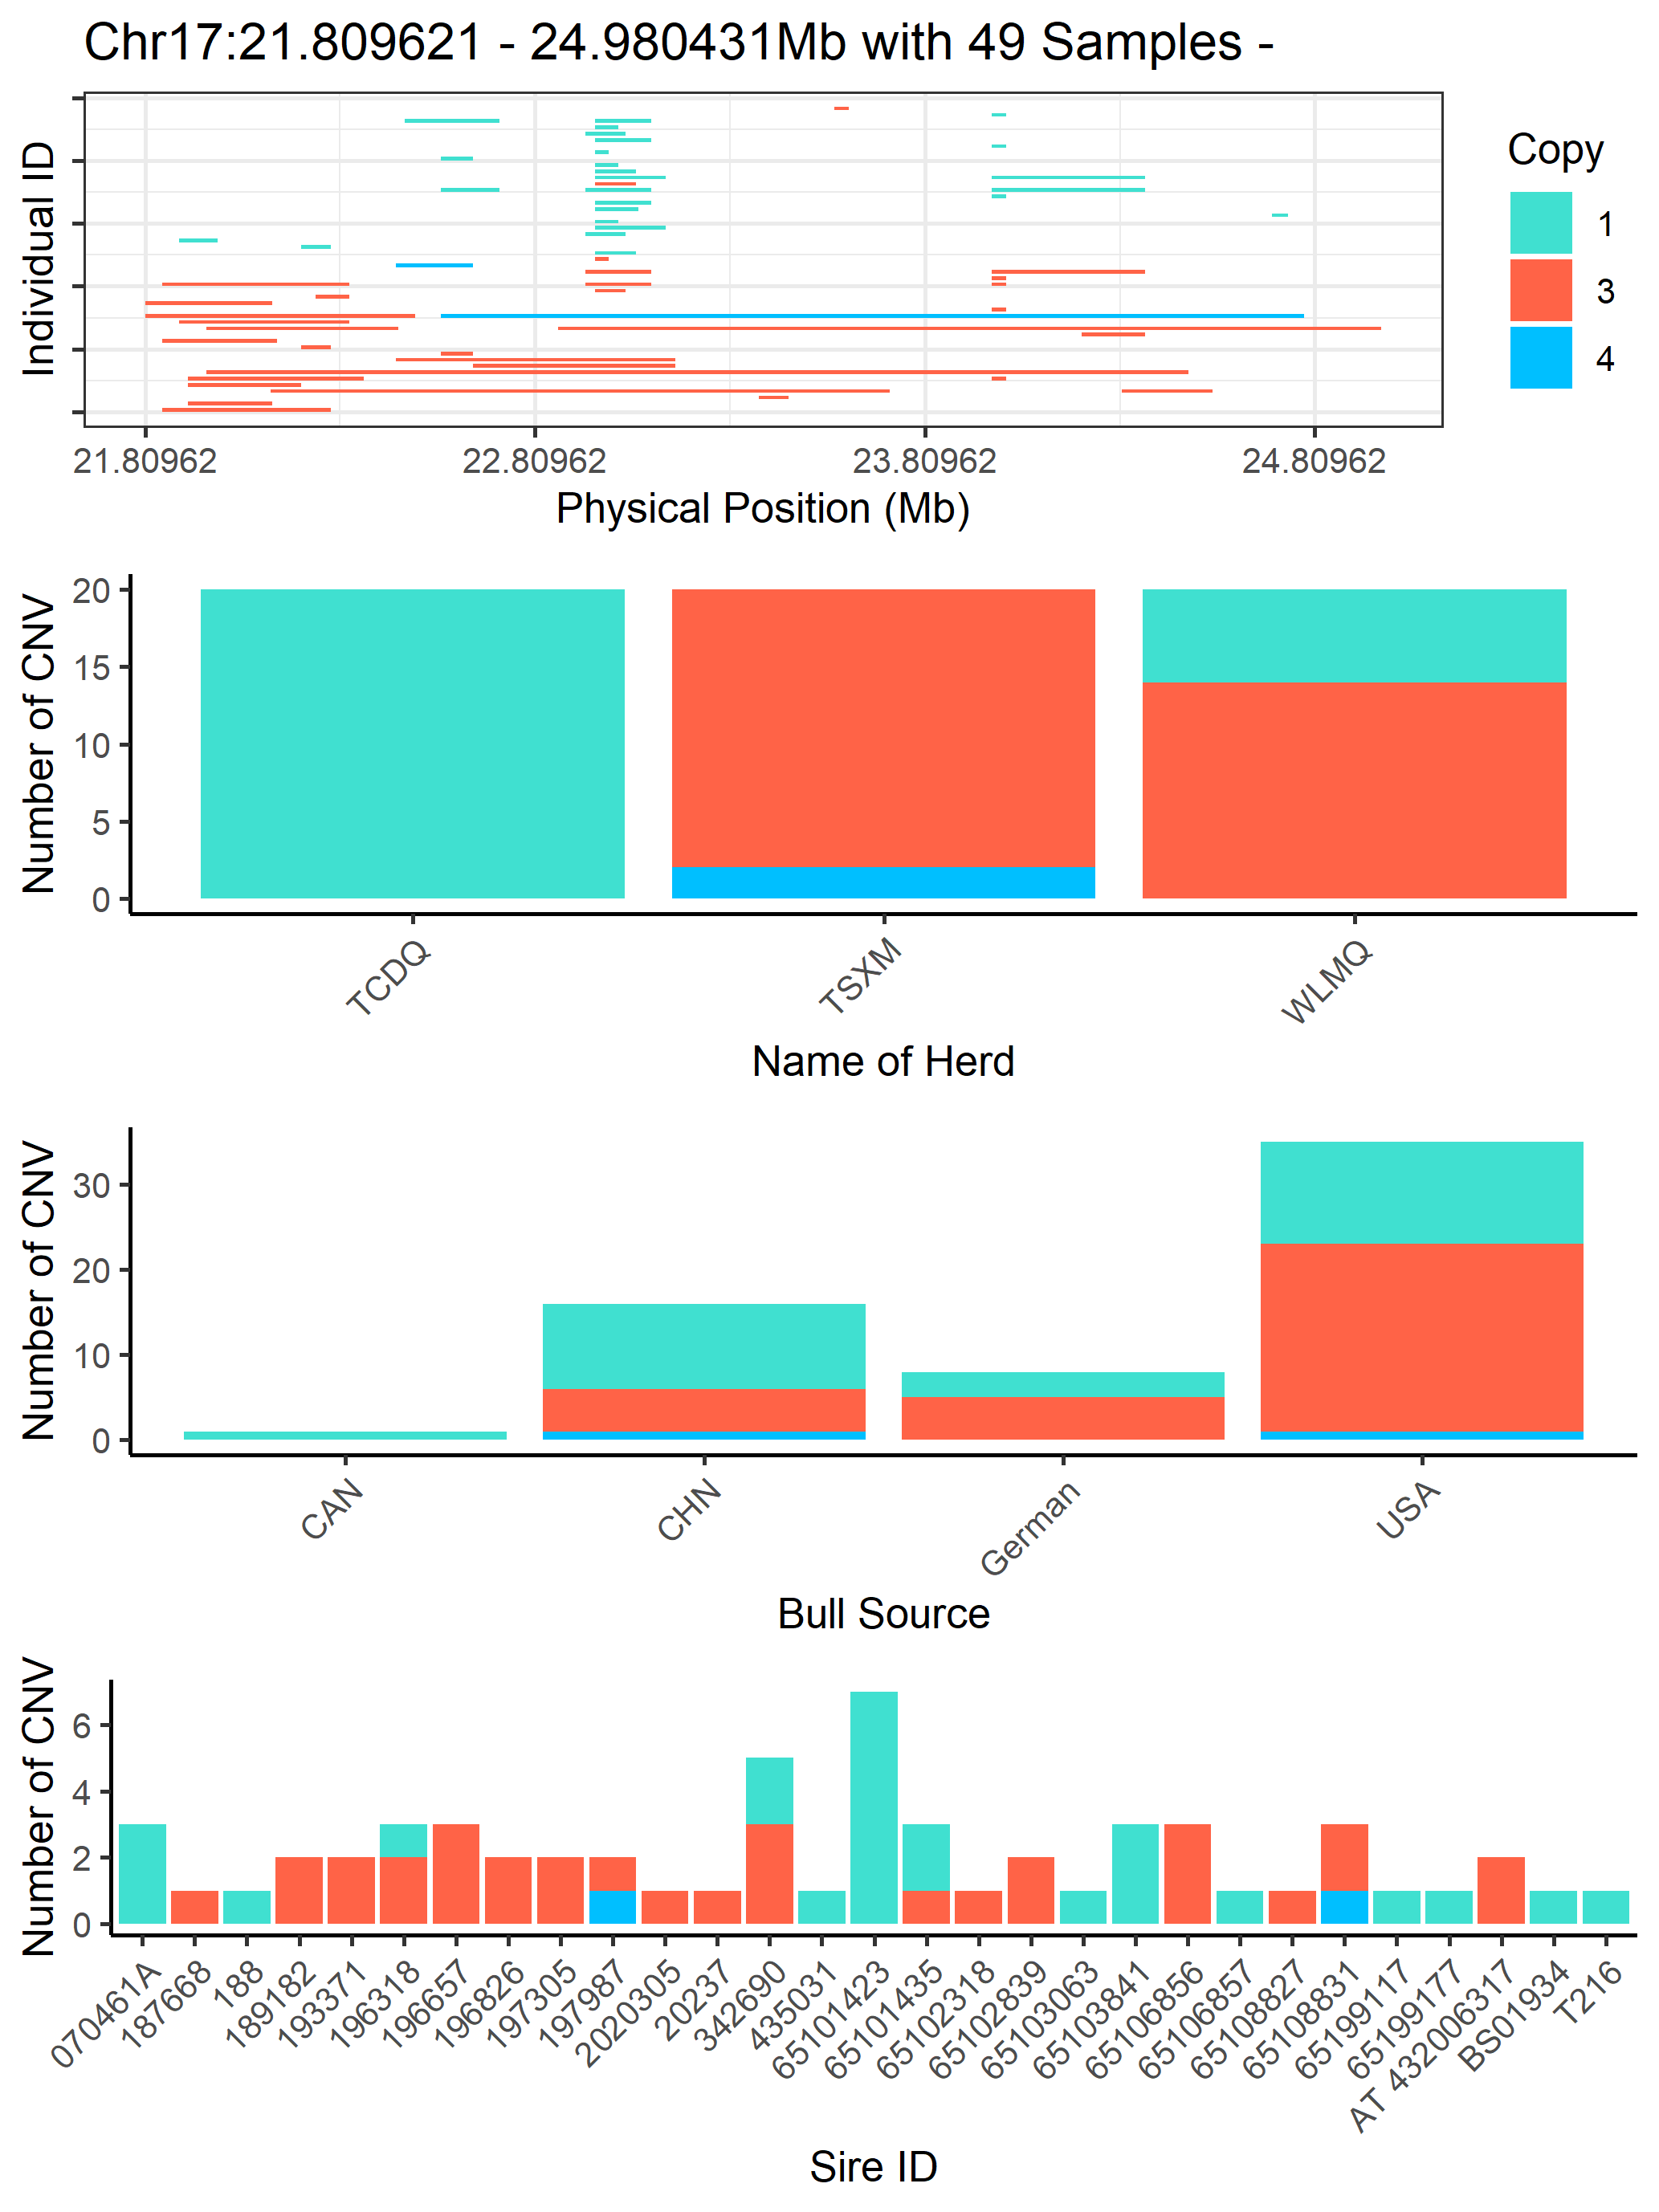 Chr17:21.809621 - 24.980431Mb with 49 Samples -
Individual ID
21.80962 22.80962 23.80962 24.80962
Physical Position (Mb)
Copy
1
3
4
Number of CNV
20
15
10
5
0
TCDQ TSXM WLMQ
Name of Herd
Number of CNV
30
20
10
0
CAN CHN German USA
Bull Source
Number of CNV
6
4
2
0
070461A 187668 188 189182 193371 196318 196657 196826 197305 197987 2020305 20237 342690 435031 65101423 65101435 65102318 65102839 65103063 65103841 65106856 65106857 65108827 65108831 65199117 65199177 AT 432006317 BS01934 T216
Sire ID